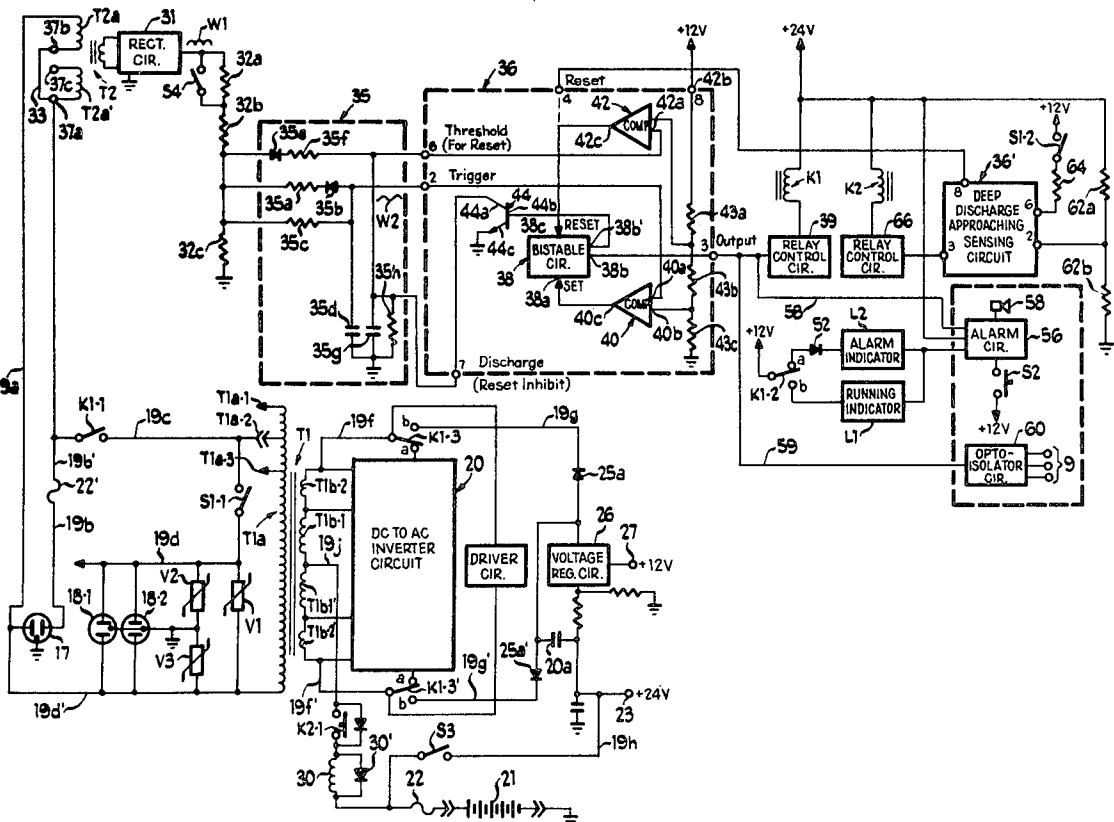 37b
T2a
31
RECT.
CIR.
W1
T2
37c
T2a'
33
37a
S4
32a
32b
32c
35
35e
35f
35a
35b
35c
W2
35h
35d
35g
36
Reset
4
42
42a
42b
8
+12V
COMP
42c
Threshold
(For Reset)
6
2
Trigger
44
44a
44b
44c
38c
RESET
38b'
BISTABLE
CIR.
38
38b
38a
SET
43a
3
Output
40a
COMP
40c
40
40b
43b
43c
7
Discharge
(Reset Inhibit)
+24V
K1
K2
39
RELAY
CONTROL
CIR.
66
RELAY
CONTROL
CIR.
36'
8
DEEP
DISCHARGE
APPROACHING
SENSING
CIRCUIT
3
6
2
+12V
S1-2
64
62a
62b
58
58
ALARM
CIR.
56
S2
+12V
60
OPTO-
ISOLATOR
CIR.
9
59
+12V
K1-2
a
b
52
L2
ALARM
INDICATOR
RUNNING
INDICATOR
L1
19a
K1-1
19c
19b'
22'
19b
T1a-1
T1a-2
T1a-3
T1
T1a
S1-1
19d
V2
V1
V3
18-1
18-2
17
19d'
19f
b
K1-3
a
19g
20
T1b-2
T1b-1
19j
T1b-1'
T1b-2'
DC TO AC
INVERTER
CIRCUIT
DRIVER
CIR.
25a
26
VOLTAGE
REG. CIR.
27
+12V
25a'
20a
a
K1-3'
b
19g'
19f'
+24V
23
19h
K2-1
S3
30'
30
22
21